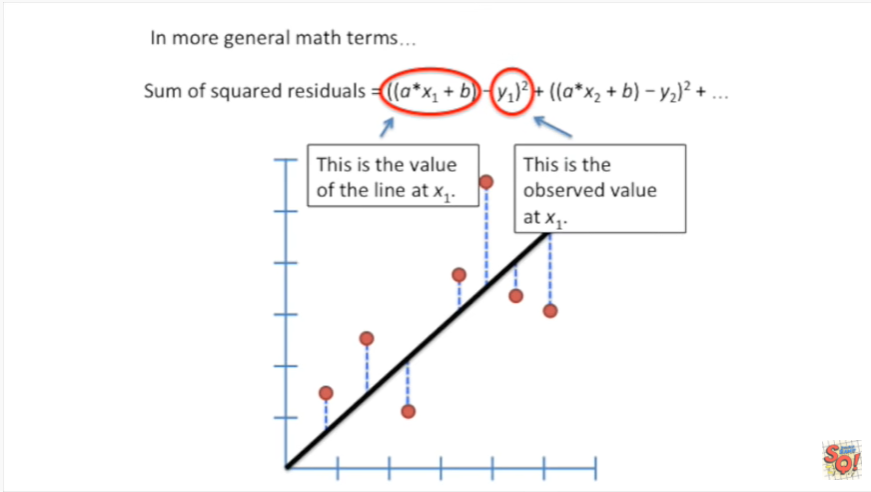 In more general math terms…
Sum of squared residuals = ((a*x₁ + b) − y₁)² + ((a*x₂ + b) − y₂)² + …
This is the value
of the line at x₁.
This is the
observed value
at x₁.
SQ!